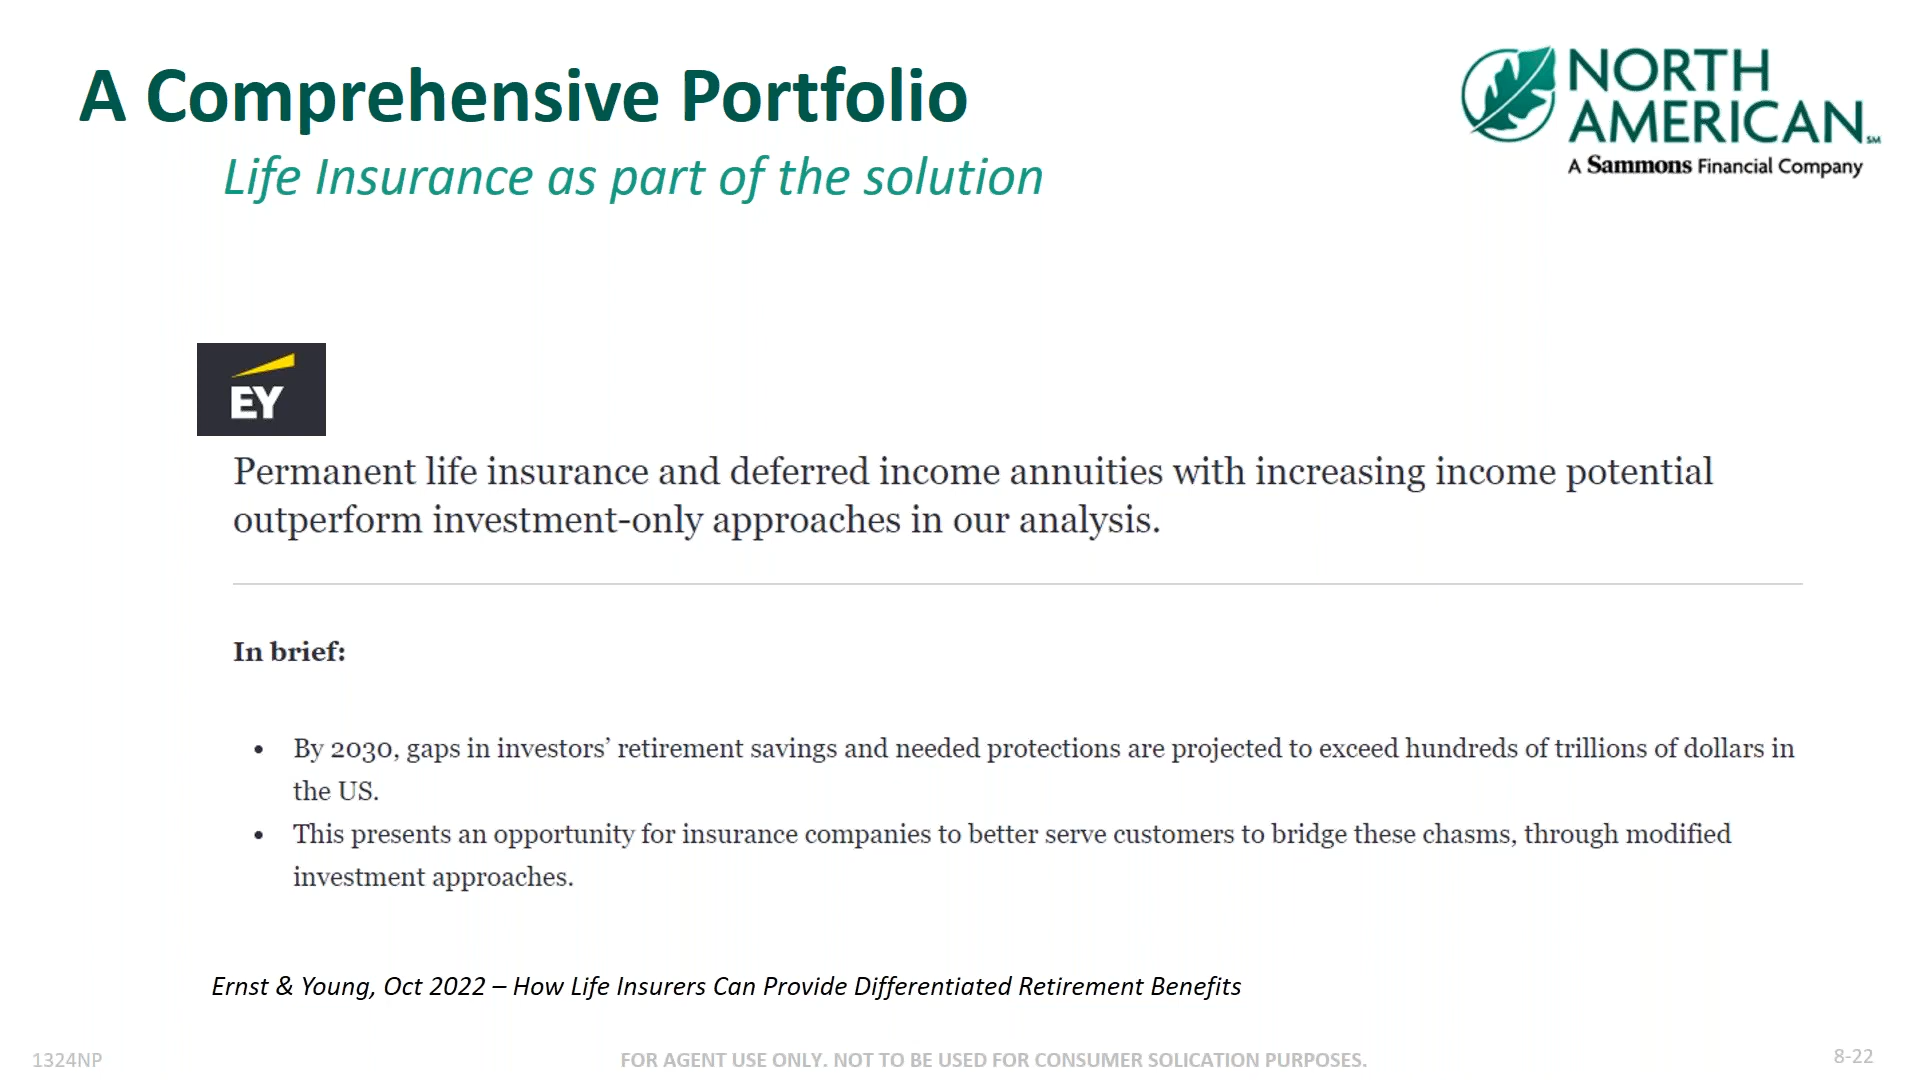 A Comprehensive Portfolio
Life Insurance as part of the solution
NORTH
AMERICAN℠
A Sammons Financial Company
EY
Permanent life insurance and deferred income annuities with increasing income potential
outperform investment-only approaches in our analysis.
In brief:
• By 2030, gaps in investors’ retirement savings and needed protections are projected to exceed hundreds of trillions of dollars in
the US.
• This presents an opportunity for insurance companies to better serve customers to bridge these chasms, through modified
investment approaches.
Ernst & Young, Oct 2022 – How Life Insurers Can Provide Differentiated Retirement Benefits
1324NP
FOR AGENT USE ONLY. NOT TO BE USED FOR CONSUMER SOLICATION PURPOSES.
8-22